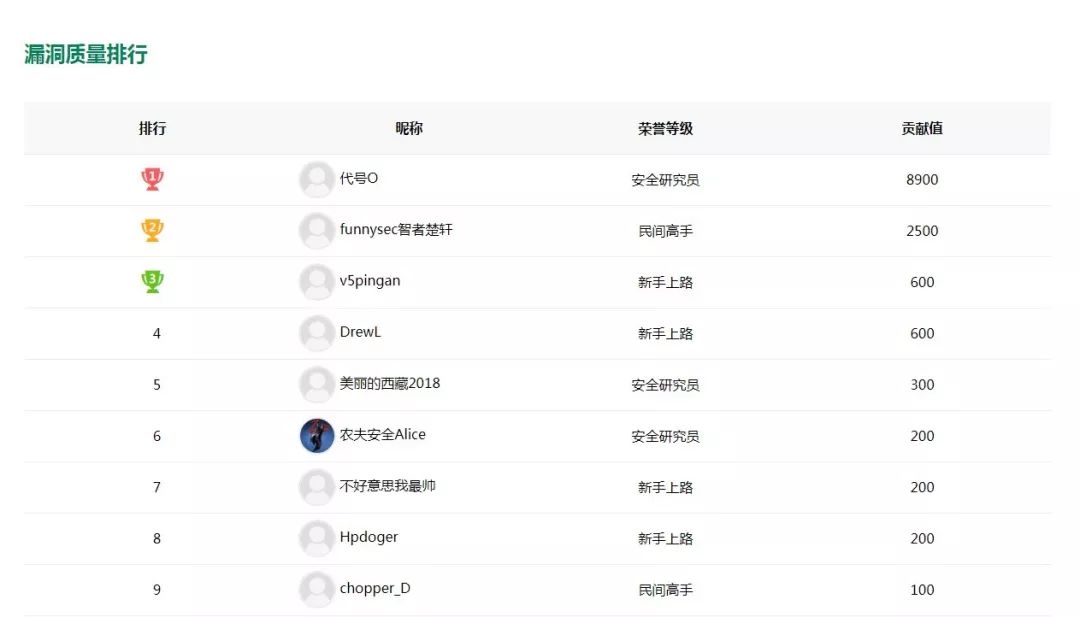 漏洞质量排行
排行 昵称 荣誉等级 贡献值
1 代号O 安全研究员 8900
2 funnysec智者楚轩 民间高手 2500
3 v5pingan 新手上路 600
4 DrewL 新手上路 600
5 美丽的西藏2018 安全研究员 300
6 农夫安全Alice 安全研究员 200
7 不好意思我最帅 新手上路 200
8 Hpdoger 新手上路 200
9 chopper_D 民间高手 100